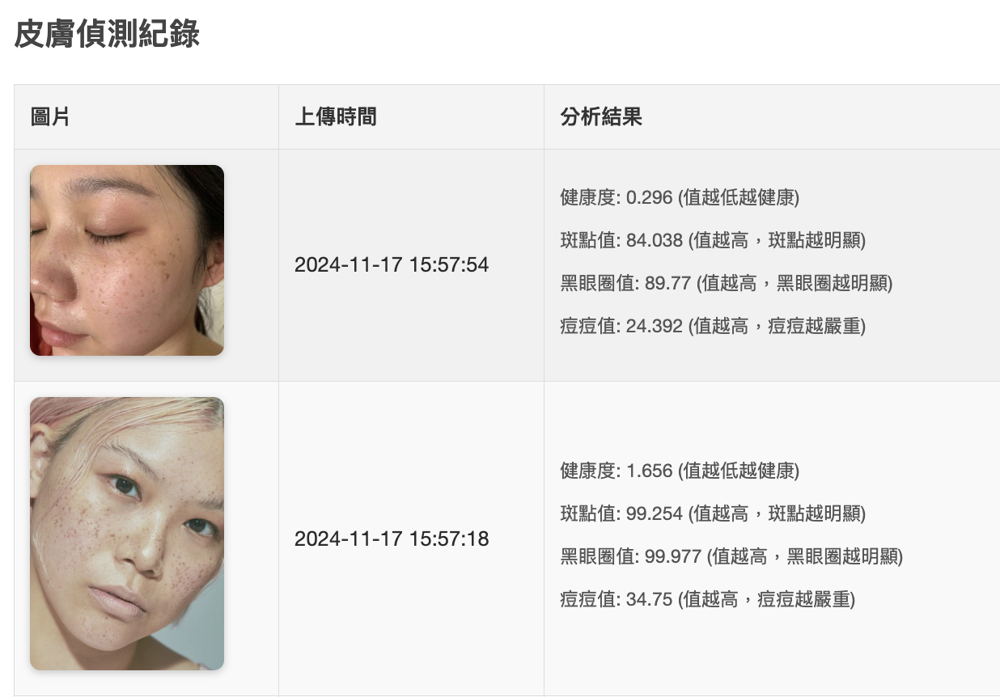 皮膚偵測紀錄
圖片 上傳時間 分析結果
2024-11-17 15:57:54
健康度: 0.296 (值越低越健康)
斑點值: 84.038 (值越高，斑點越明顯)
黑眼圈值: 89.77 (值越高，黑眼圈越明顯)
痘痘值: 24.392 (值越高，痘痘越嚴重)
2024-11-17 15:57:18
健康度: 1.656 (值越低越健康)
斑點值: 99.254 (值越高，斑點越明顯)
黑眼圈值: 99.977 (值越高，黑眼圈越明顯)
痘痘值: 34.75 (值越高，痘痘越嚴重)